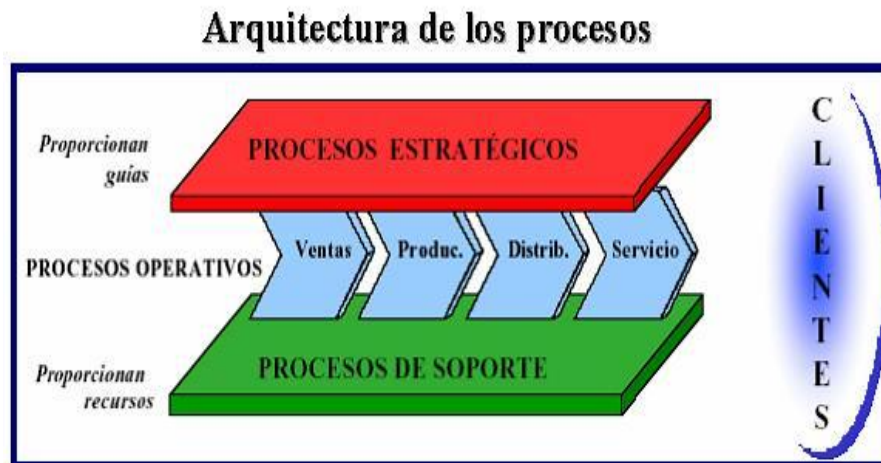 Arquitectura de los procesos
Proporcionan
guías
PROCESOS ESTRATÉGICOS
PROCESOS OPERATIVOS
Ventas
Produc.
Distrib.
Servicio
Proporcionan
recursos
PROCESOS DE SOPORTE
CLIENTES